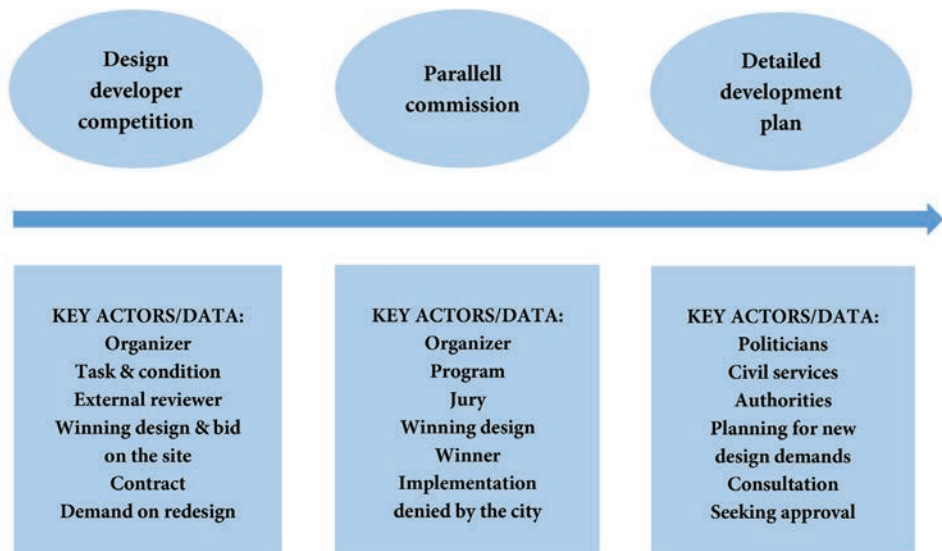 Design
developer
competition
Parallell
commission
Detailed
development
plan
KEY ACTORS/DATA:
Organizer
Task & condition
External reviewer
Winning design & bid
on the site
Contract
Demand on redesign
KEY ACTORS/DATA:
Organizer
Program
Jury
Winning design
Winner
Implementation
denied by the city
KEY ACTORS/DATA:
Politicians
Civil services
Authorities
Planning for new
design demands
Consultation
Seeking approval